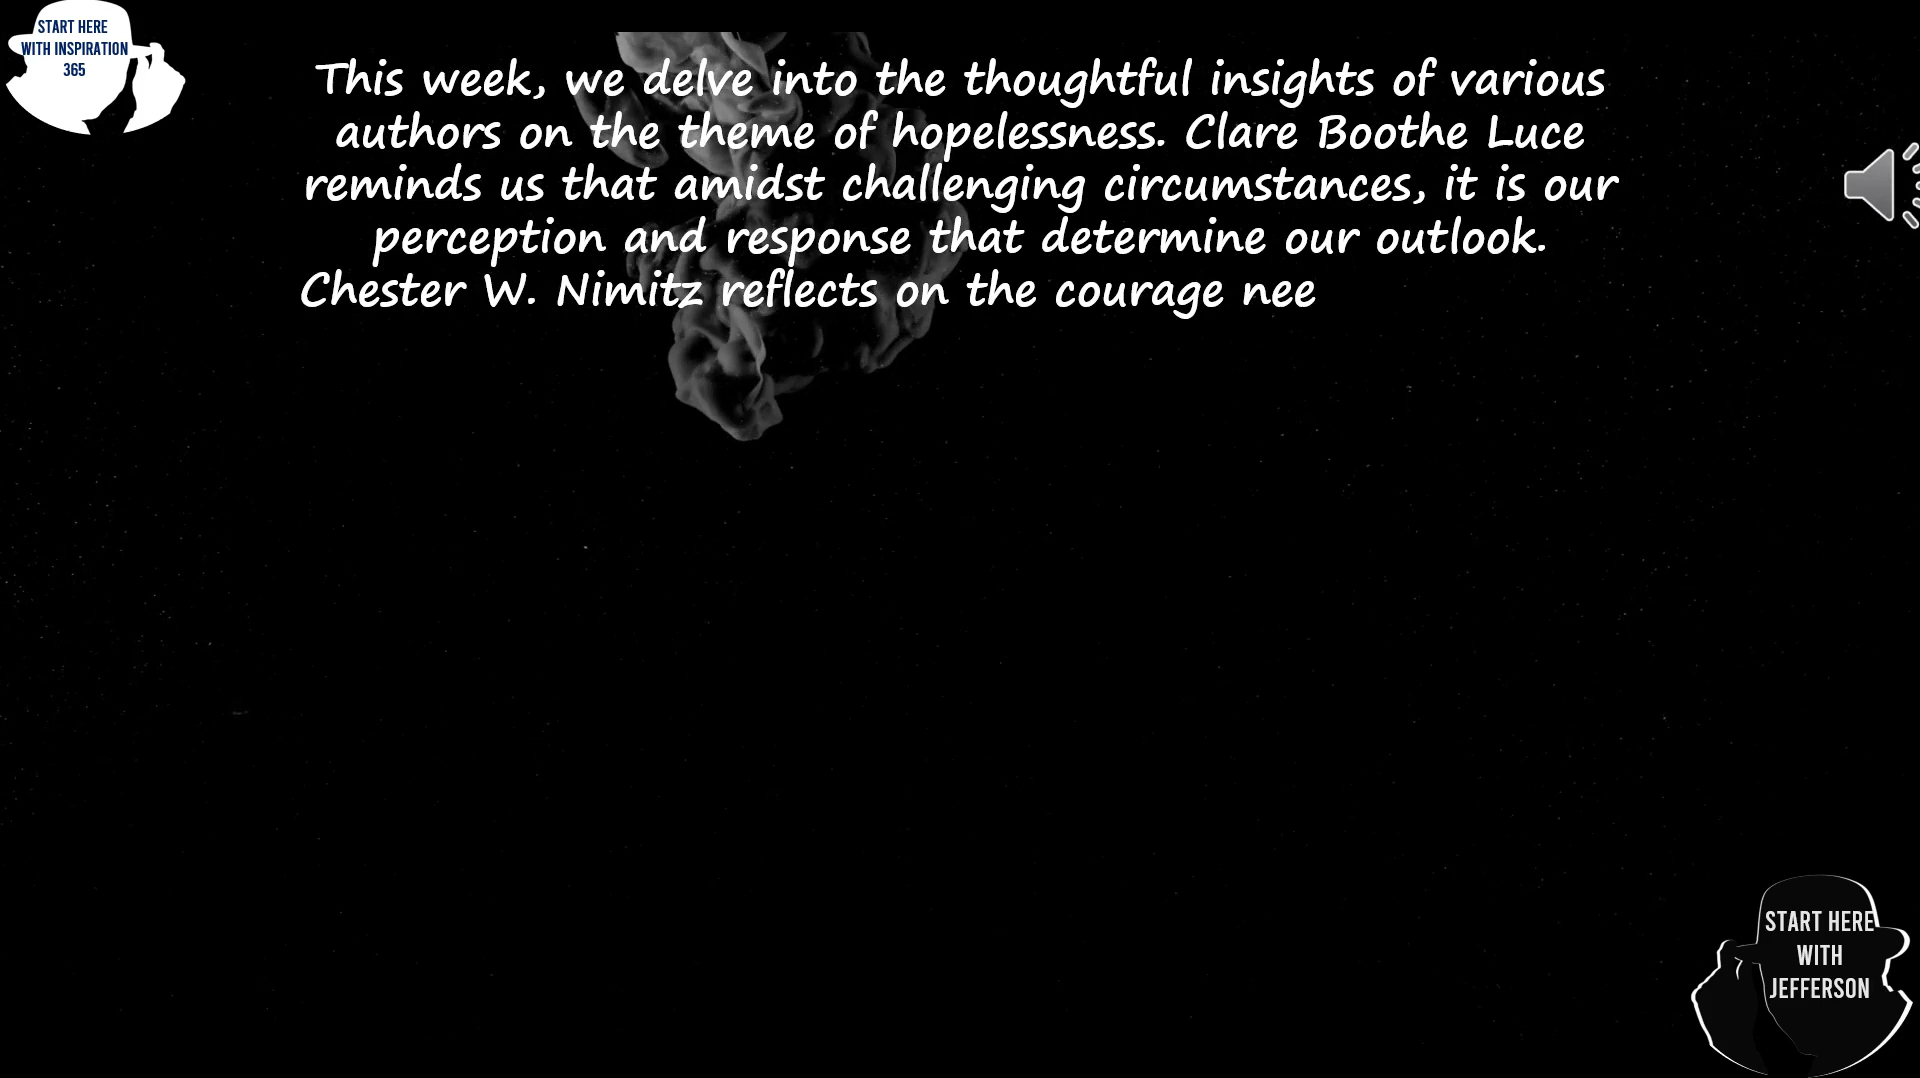 START HERE
WITH INSPIRATION
365
This week, we delve into the thoughtful insights of various
authors on the theme of hopelessness. Clare Boothe Luce
reminds us that amidst challenging circumstances, it is our
perception and response that determine our outlook.
Chester W. Nimitz reflects on the courage nee
START HERE
WITH
JEFFERSON